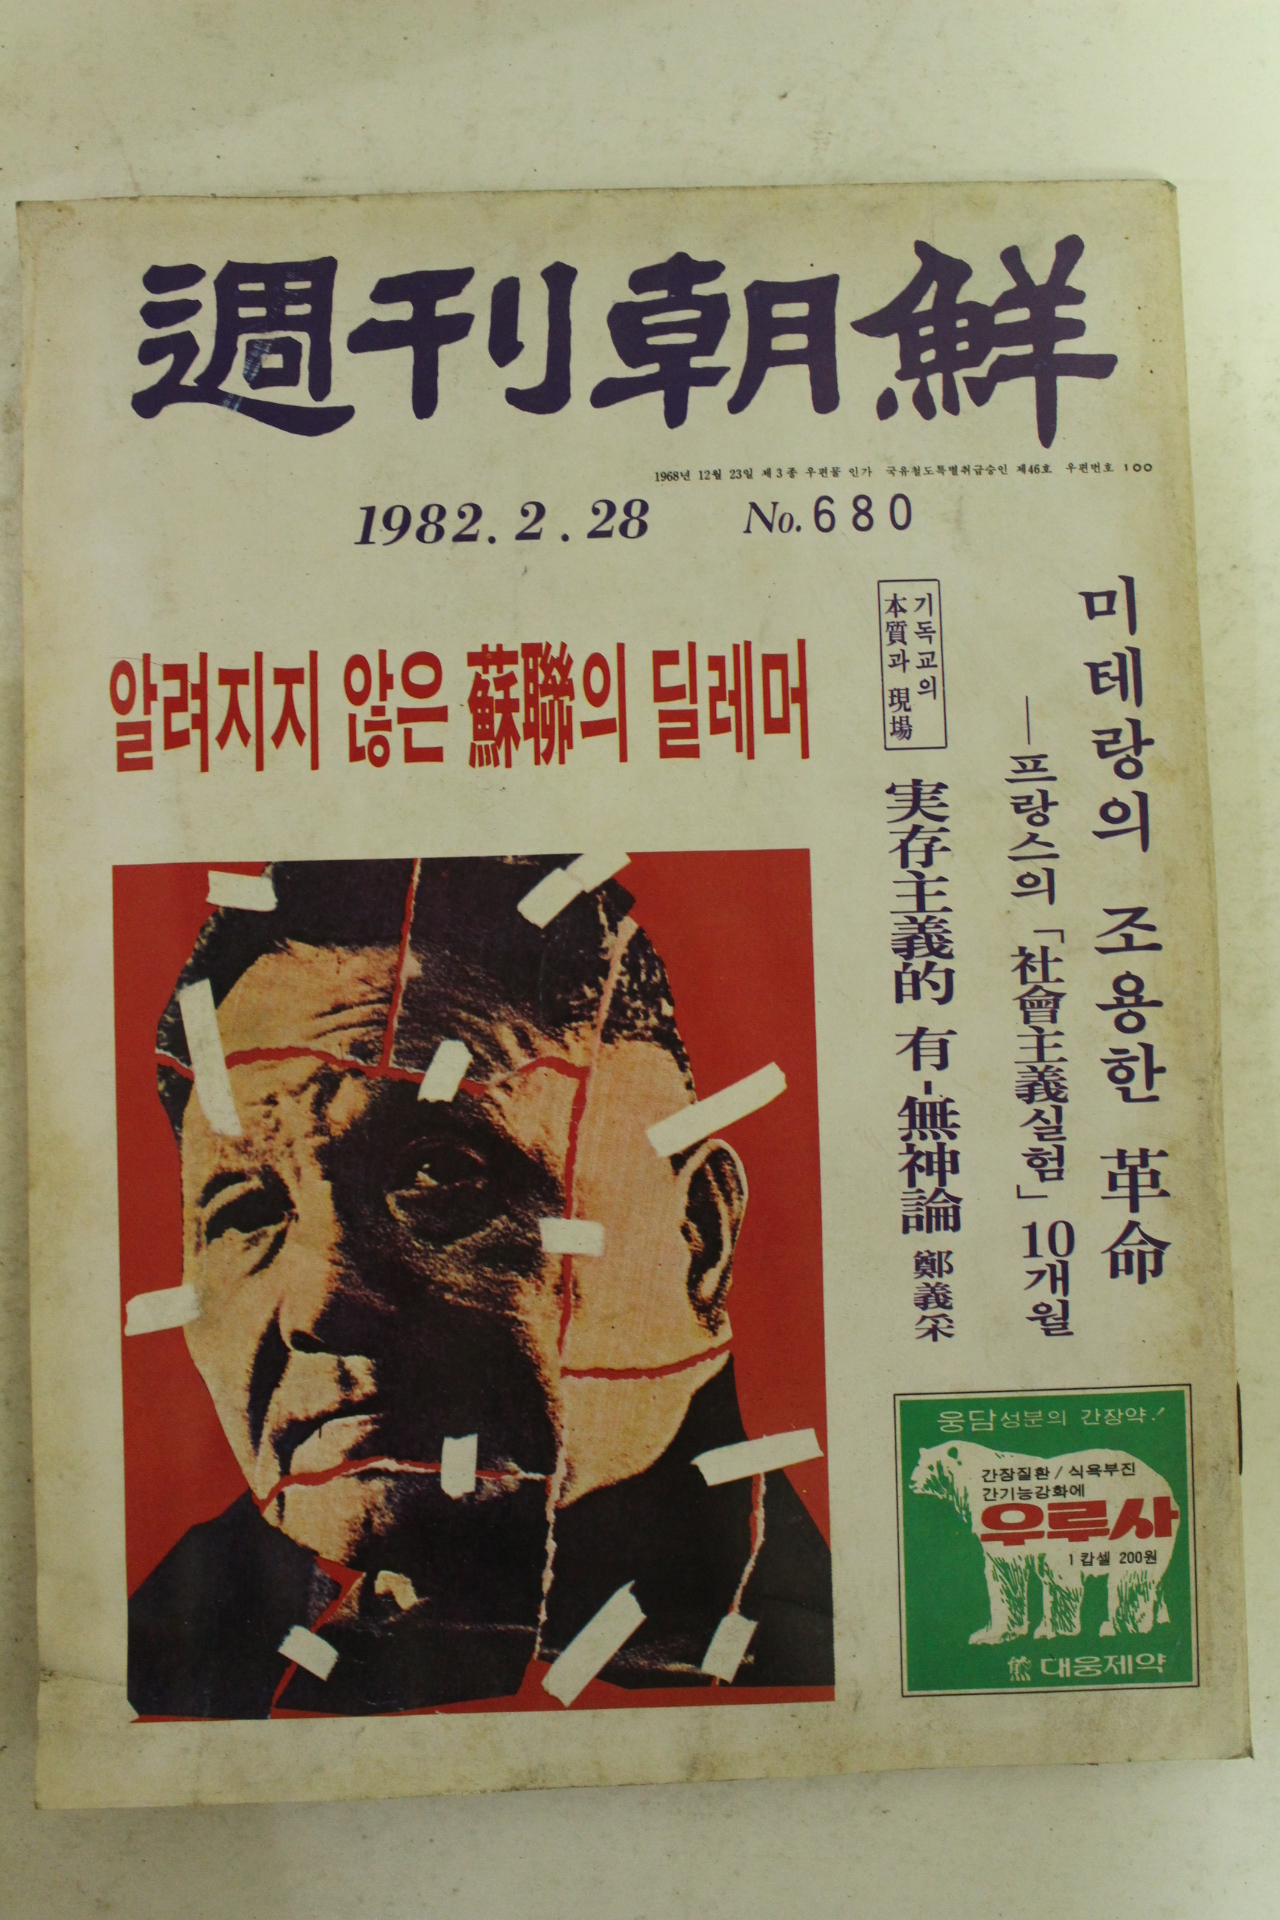 週刊朝鮮
1968년 12월 23일 제3종 우편물 인가 국유철도특별취급승인 제46호 우편번호 100
1982. 2. 28 No. 680
알려지지 않은 蘇聯의 딜레머
미테랑의 조용한 革命
—프랑스의 「社會主義실험」 10개월
기독교의
本質과 現場
実存主義的 有-無神論 鄭義采
웅담성분의 간장약!
간장질환/식욕부진
간기능강화에
우루사
1캅셀 200원
대웅제약